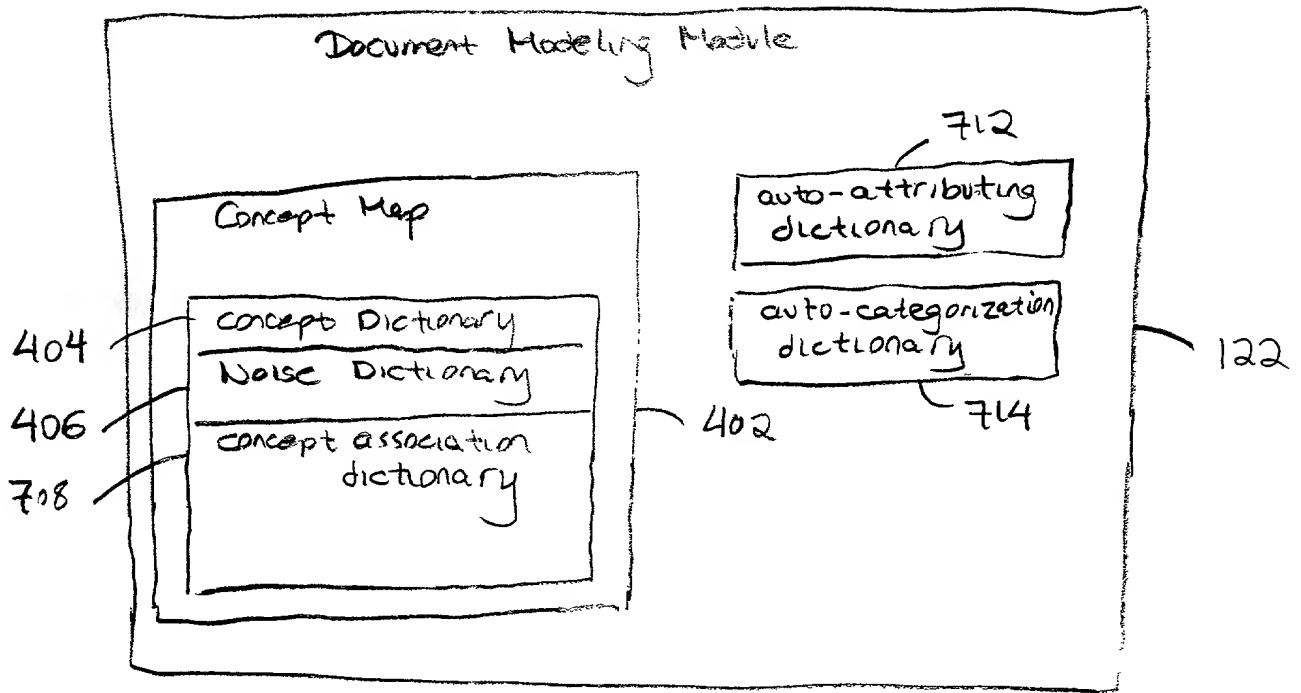 Document Modeling Module
712
auto-attributing
dictionary
Concept Map
concept Dictionary
404
auto-categorization
dictionary
122
Noise Dictionary
406
402
714
concept association
dictionary
708